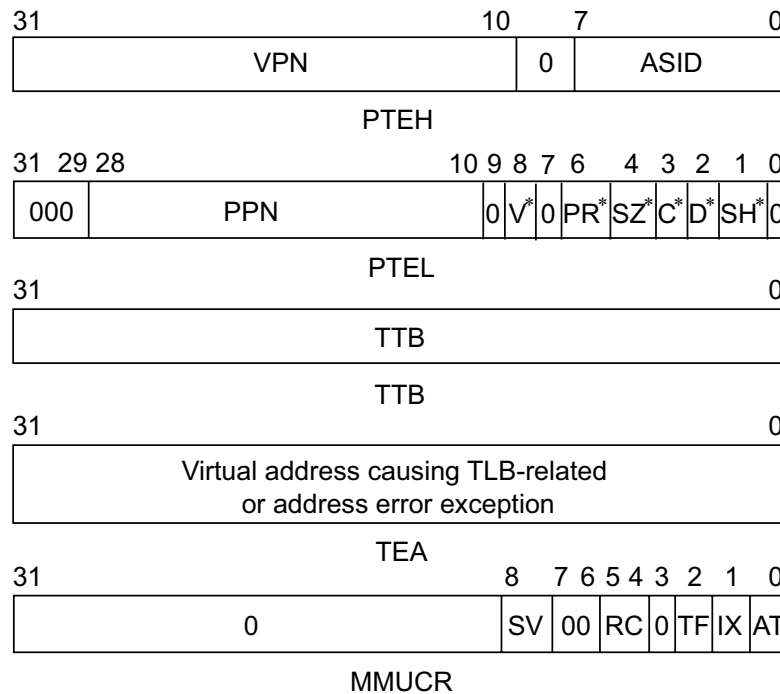 31 10 7 0
VPN 0 ASID
PTEH
31 29 28 10 9 8 7 6 4 3 2 1 0
000 PPN 0 V* 0 PR* SZ* C* D* SH* 0
PTEL
31 0
TTB
TTB
31 0
Virtual address causing TLB-related
or address error exception
TEA
31 8 7 6 5 4 3 2 1 0
0 SV 00 RC 0 TF IX AT
MMUCR